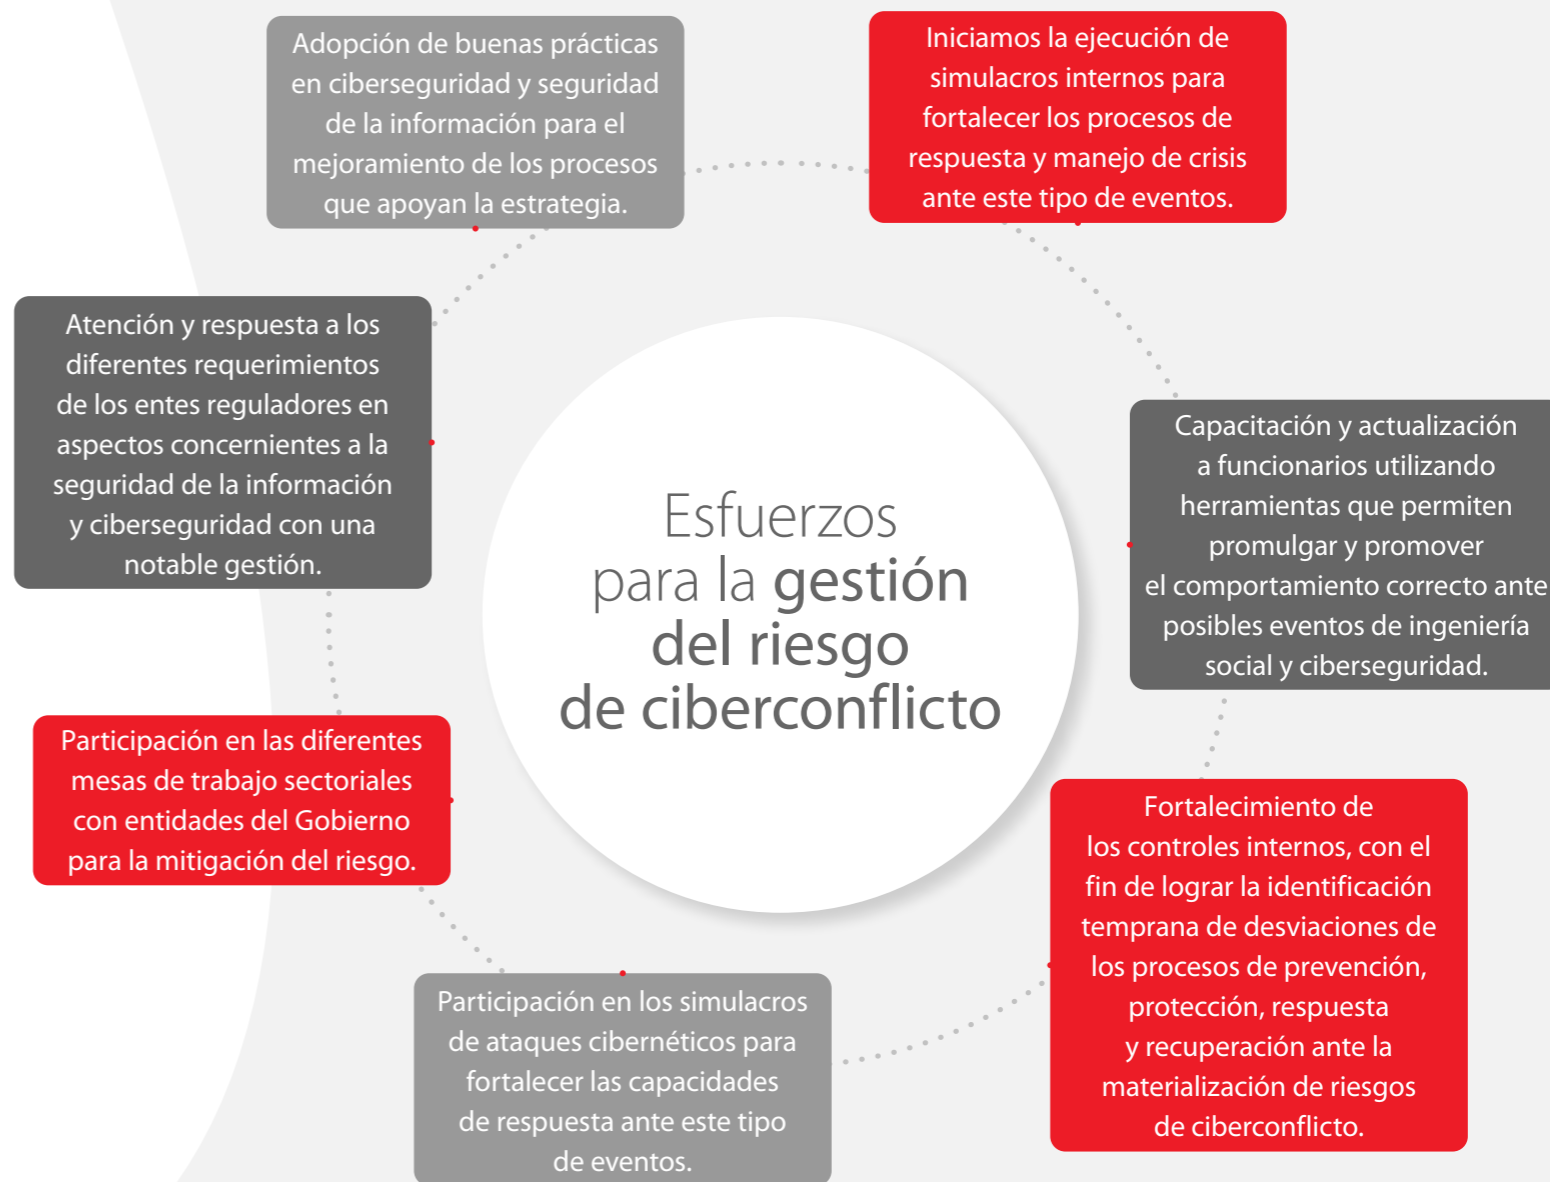 Adopción de buenas prácticas
en ciberseguridad y seguridad
de la información para el
mejoramiento de los procesos
que apoyan la estrategia.
Iniciamos la ejecución de
simulacros internos para
fortalecer los procesos de
respuesta y manejo de crisis
ante este tipo de eventos.
Atención y respuesta a los
diferentes requerimientos
de los entes reguladores en
aspectos concernientes a la
seguridad de la información
y ciberseguridad con una
notable gestión.
Esfuerzos
para la gestión
del riesgo
de ciberconflicto
Capacitación y actualización
a funcionarios utilizando
herramientas que permiten
promulgar y promover
el comportamiento correcto ante
posibles eventos de ingeniería
social y ciberseguridad.
Participación en las diferentes
mesas de trabajo sectoriales
con entidades del Gobierno
para la mitigación del riesgo.
Fortalecimiento de
los controles internos, con el
fin de lograr la identificación
temprana de desviaciones de
los procesos de prevención,
protección, respuesta
y recuperación ante la
materialización de riesgos
de ciberconflicto.
Participación en los simulacros
de ataques cibernéticos para
fortalecer las capacidades
de respuesta ante este tipo
de eventos.